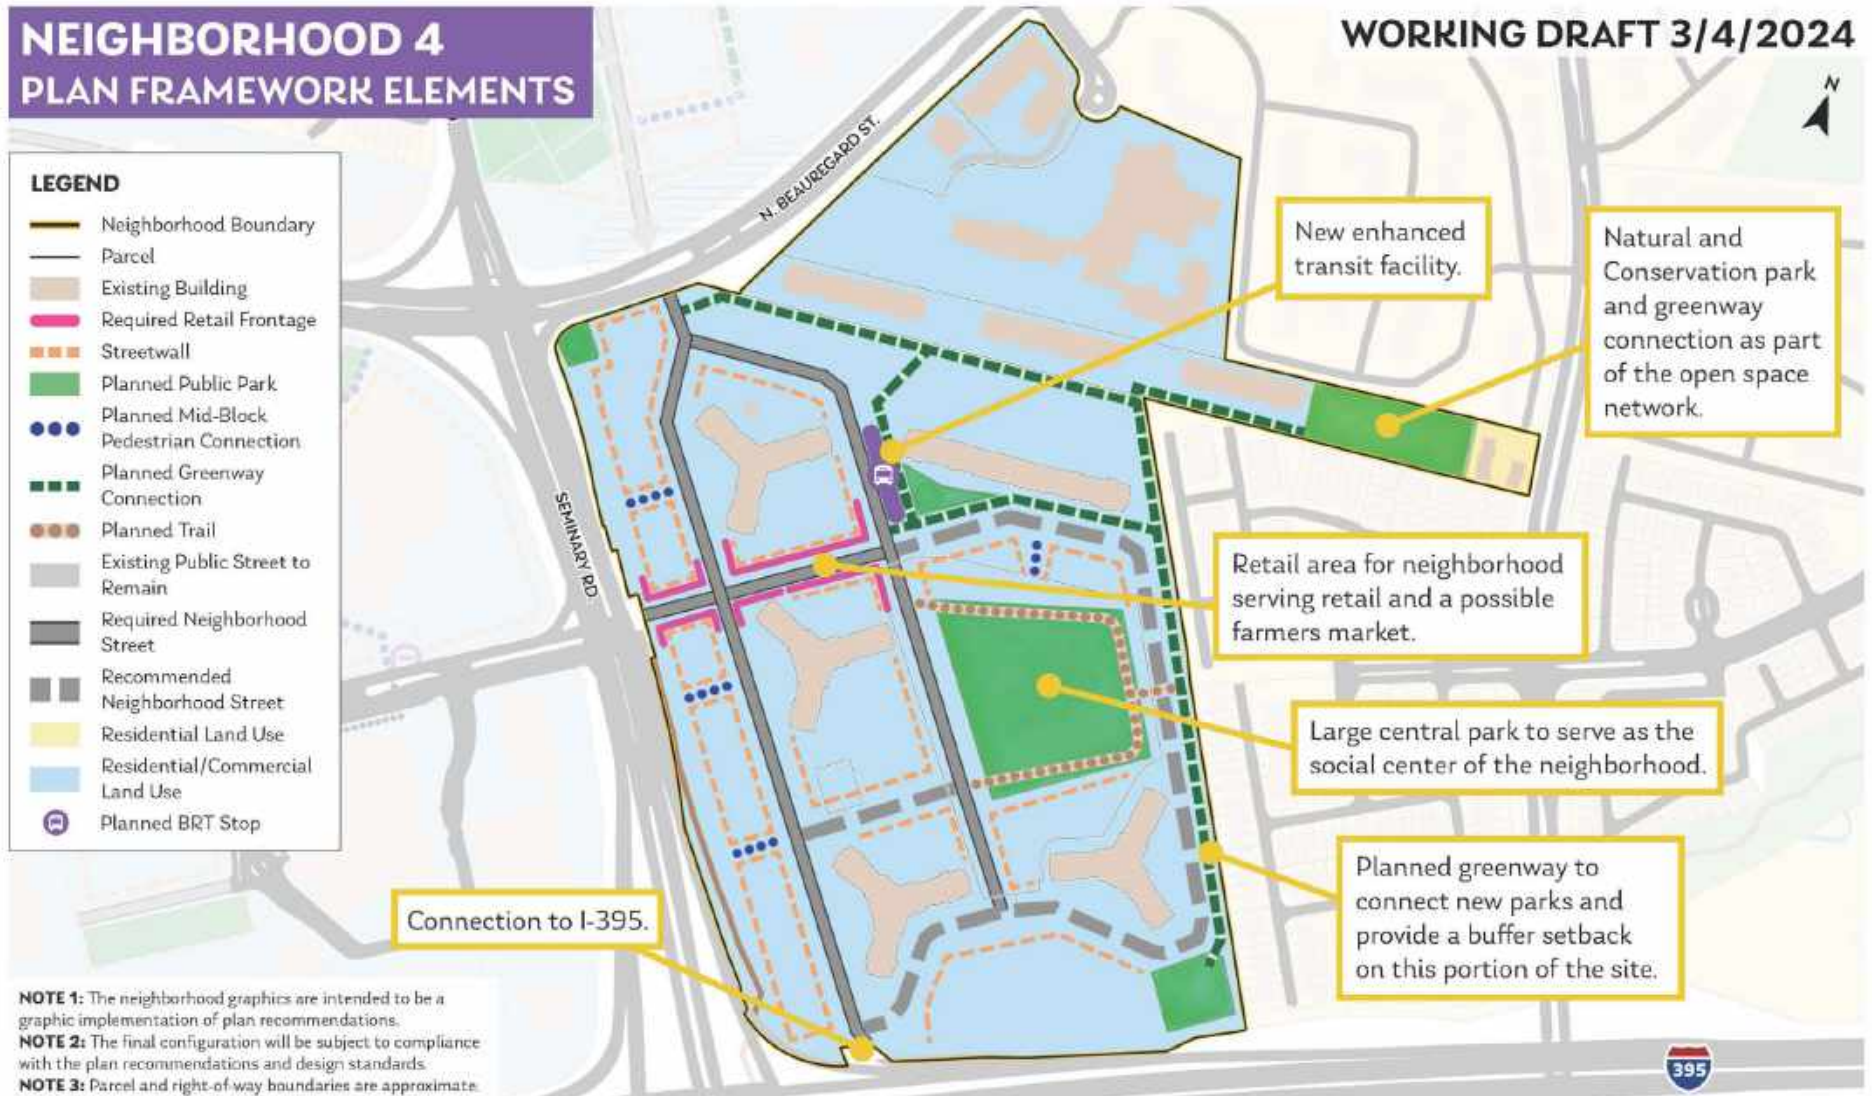 NEIGHBORHOOD 4
PLAN FRAMEWORK ELEMENTS
WORKING DRAFT 3/4/2024
N
LEGEND
Neighborhood Boundary
Parcel
Existing Building
Required Retail Frontage
Streetwall
Planned Public Park
Planned Mid-Block
Pedestrian Connection
Planned Greenway
Connection
Planned Trail
Existing Public Street to
Remain
Required Neighborhood
Street
Recommended
Neighborhood Street
Residential Land Use
Residential/Commercial
Land Use
Planned BRT Stop
N. BEAUREGARD ST.
SEMINARY RD.
New enhanced
transit facility.
Natural and
Conservation park
and greenway
connection as part
of the open space
network.
Retail area for neighborhood
serving retail and a possible
farmers market.
Large central park to serve as the
social center of the neighborhood.
Planned greenway to
connect new parks and
provide a buffer setback
on this portion of the site.
Connection to I-395.
NOTE 1: The neighborhood graphics are intended to be a
graphic implementation of plan recommendations.
NOTE 2: The final configuration will be subject to compliance
with the plan recommendations and design standards.
NOTE 3: Parcel and right-of-way boundaries are approximate.
395